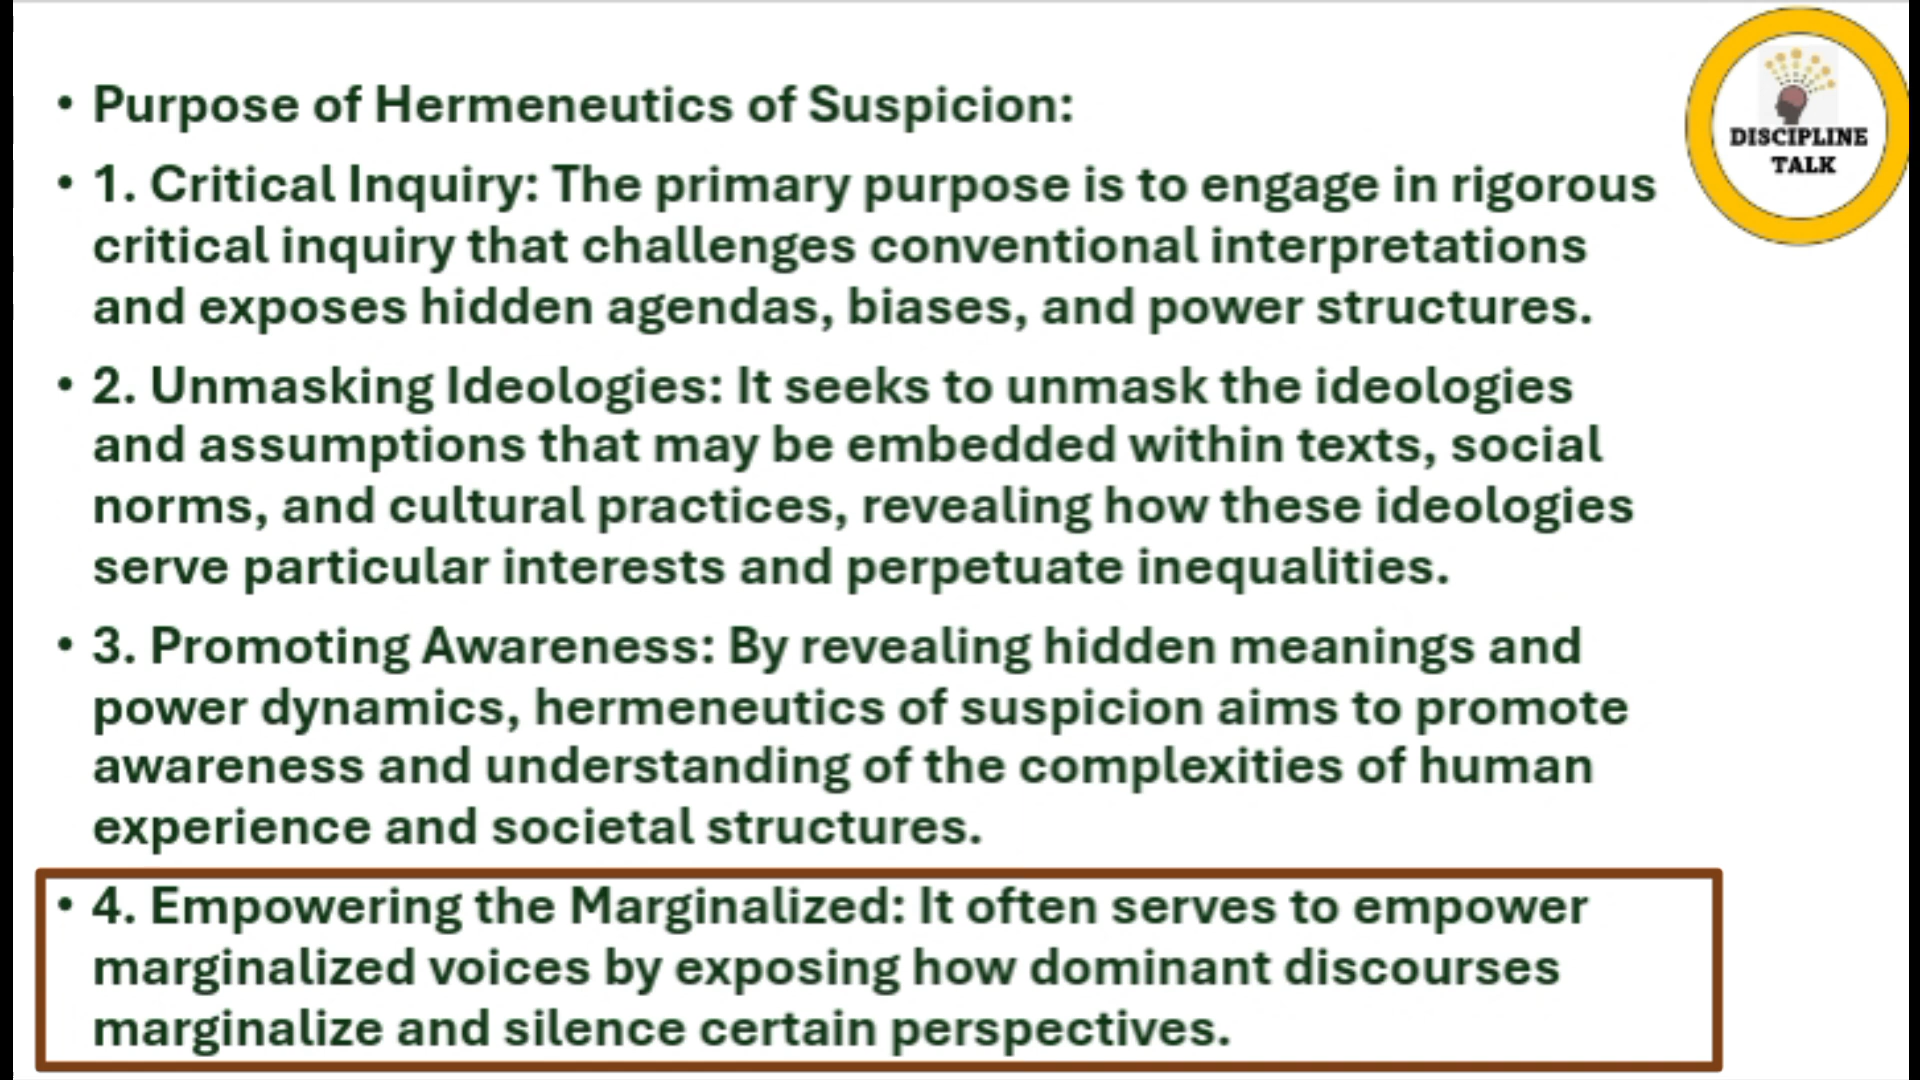 • Purpose of Hermeneutics of Suspicion:
• 1. Critical Inquiry: The primary purpose is to engage in rigorous
critical inquiry that challenges conventional interpretations
and exposes hidden agendas, biases, and power structures.
• 2. Unmasking Ideologies: It seeks to unmask the ideologies
and assumptions that may be embedded within texts, social
norms, and cultural practices, revealing how these ideologies
serve particular interests and perpetuate inequalities.
• 3. Promoting Awareness: By revealing hidden meanings and
power dynamics, hermeneutics of suspicion aims to promote
awareness and understanding of the complexities of human
experience and societal structures.
• 4. Empowering the Marginalized: It often serves to empower
marginalized voices by exposing how dominant discourses
marginalize and silence certain perspectives.
DISCIPLINE
TALK